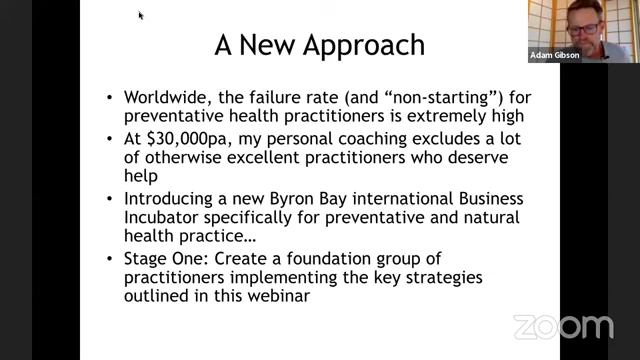 A New Approach
Adam Gibson
• Worldwide, the failure rate (and “non-starting”) for
preventative health practitioners is extremely high
• At $30,000pa, my personal coaching excludes a lot
of otherwise excellent practitioners who deserve
help
• Introducing a new Byron Bay international Business
Incubator specifically for preventative and natural
health practice…
• Stage One: Create a foundation group of
practitioners implementing the key strategies
outlined in this webinar
zoom